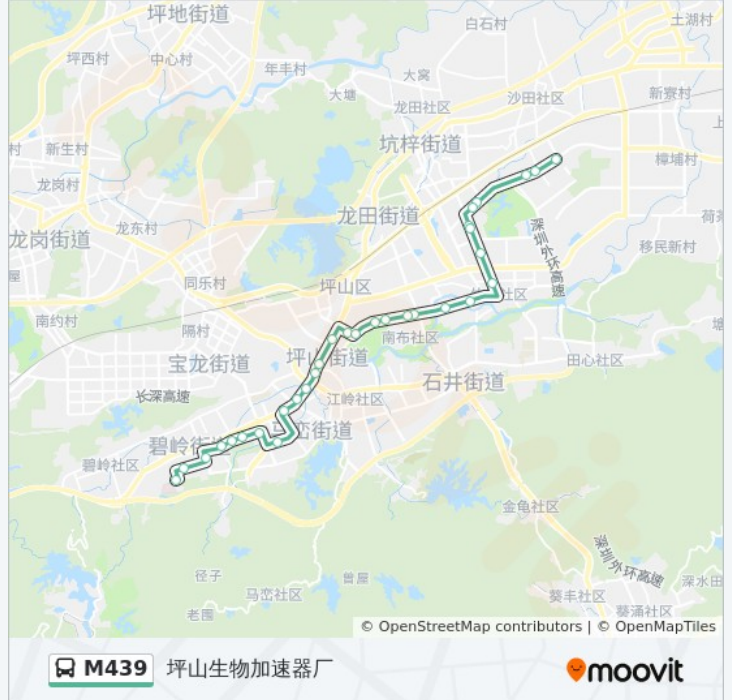 坪地街道
白石村
土湖村
坪西村
中心村
年丰村
大窝
大塘
龙田社区
沙田社区
新寮村
坑梓街道
村
新生村
樟埔村
龙岗村
龙田街道
龙东村
龙岗街道
深圳外环高速
移民新村
屋
同乐村
坪山区
社区
南约村
隔村
南布社区
宝龙街道
坪山街道
田心社区
石井街道
长深高速
江岭社区
碧岭街道
马峦街道
碧岭社区
金龟社区
深圳外环高速
径子
曾屋
马峦社区
深水田
葵丰社区
老围
葵涌社区
© OpenStreetMap contributors | © OpenMapTiles
M439 坪山生物加速器厂
moovit